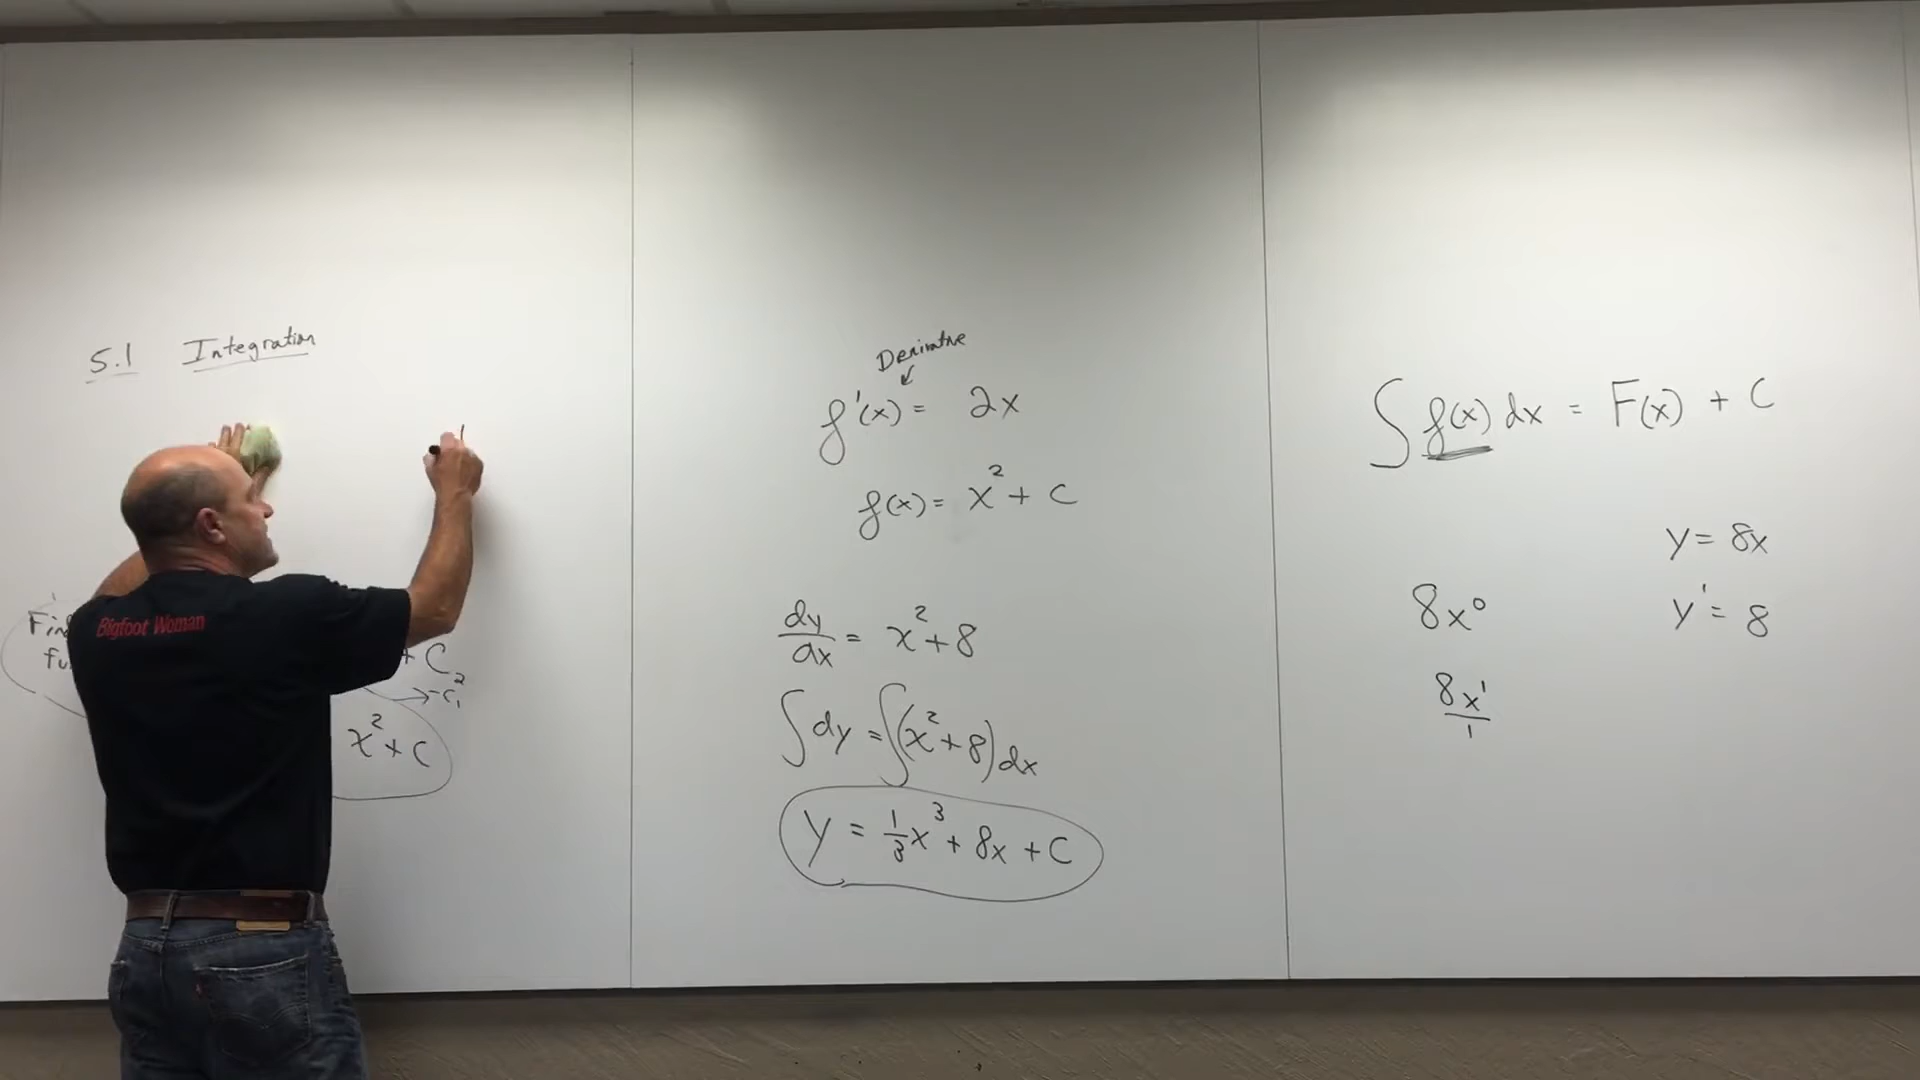 5.1 Integration
+ C₂
→ -C₁
x² + C
Bigfoot Woman
Derivative
↙
f'(x) = 2x
f(x) = x² + C
dy/dx = x² + 8
∫dy = ∫(x² + 8)dx
y = 1/3 x³ + 8x + C
∫f(x)dx = F(x) + C
y = 8x
y' = 8
8x⁰
8x¹/1